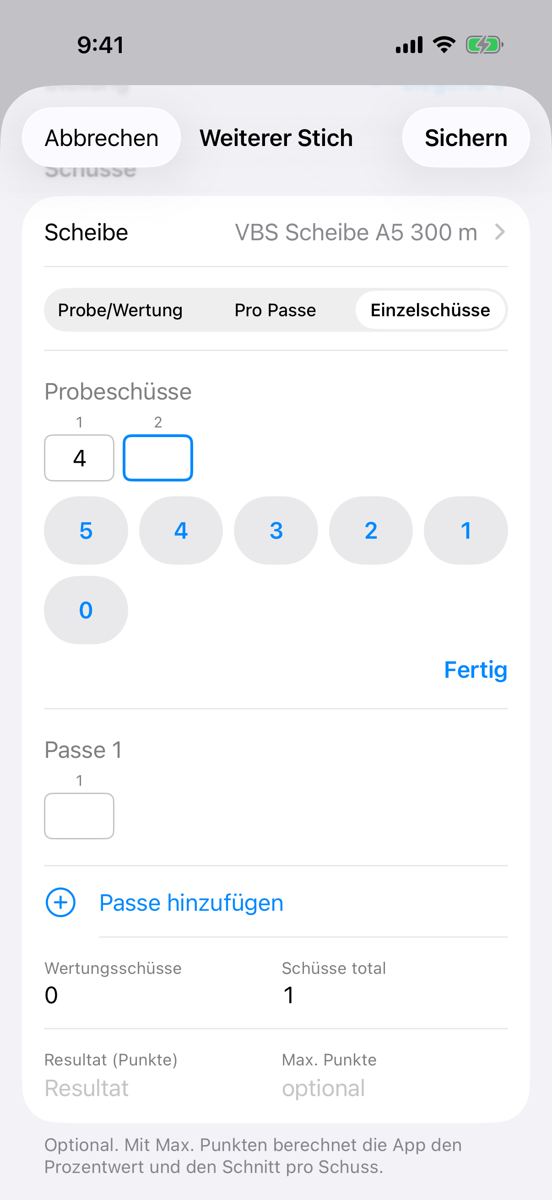 9:41
Abbrechen
Weiterer Stich
Sichern
Schüsse
Scheibe
VBS Scheibe A5 300 m
Probe/Wertung
Pro Passe
Einzelschüsse
Probeschüsse
1 2
4
5 4 3 2 1
0
Fertig
Passe 1
1
Passe hinzufügen
Wertungsschüsse Schüsse total
0 1
Resultat (Punkte) Max. Punkte
Resultat optional
Optional. Mit Max. Punkten berechnet die App den
Prozentwert und den Schnitt pro Schuss.